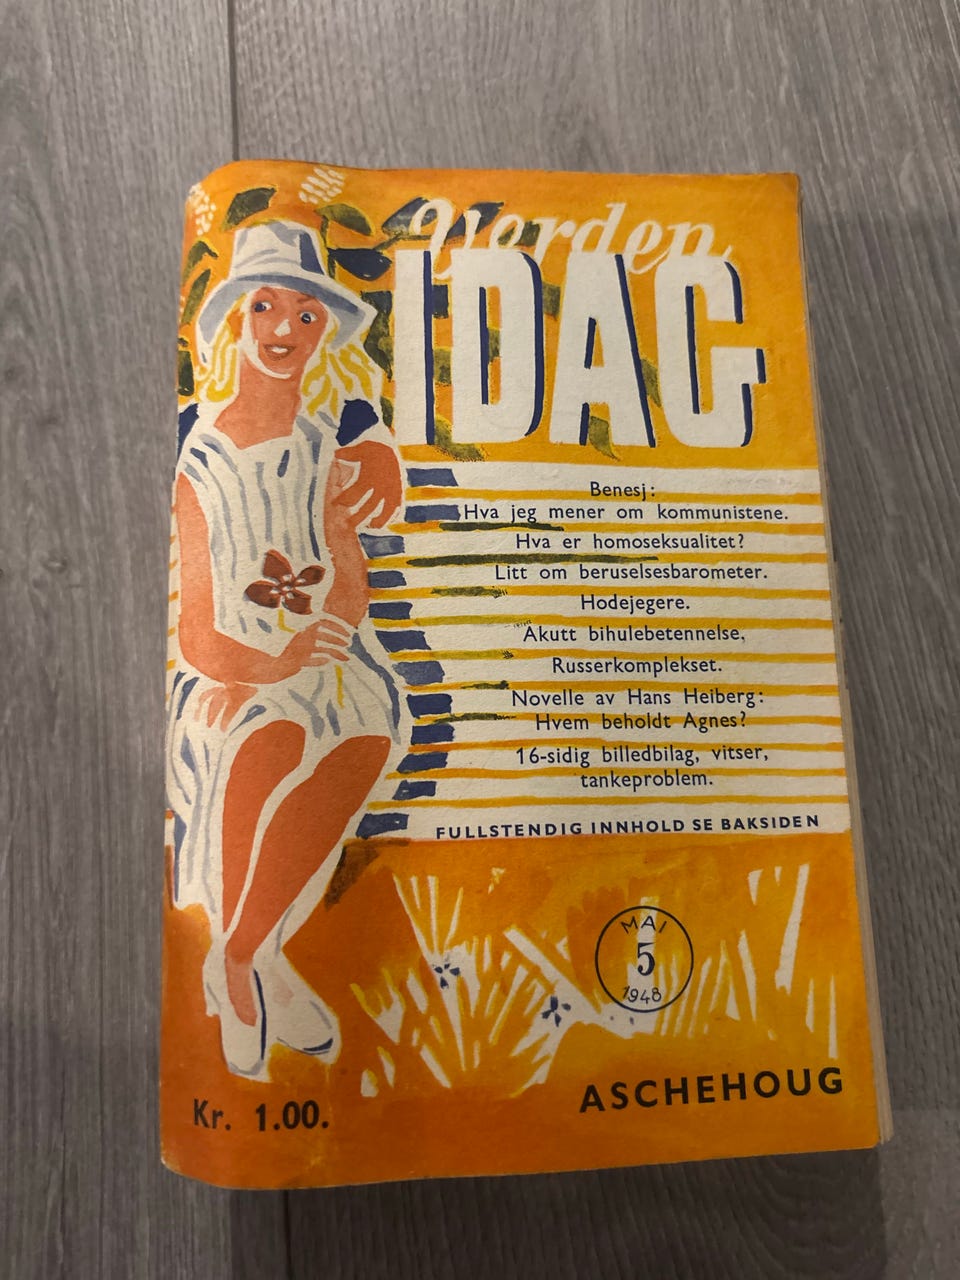 Verden
IDAG
Benesj:
Hva jeg mener om kommunistene.
Hva er homoseksualitet?
Litt om beruselsesbarometer.
Hodejegere.
Akutt bihulebetennelse.
Russerkomplekset.
Novelle av Hans Heiberg:
Hvem beholdt Agnes?
16-sidig billedbilag, vitser,
tankeproblem.
FULLSTENDIG INNHOLD SE BAKSIDEN
MAI
5
1948
ASCHEHOUG
Kr. 1.00.